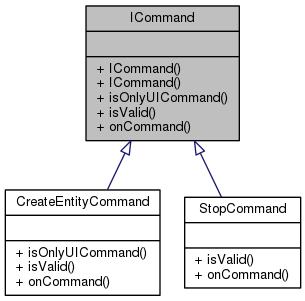 ICommand
+ ICommand()
+ ICommand()
+ isOnlyUICommand()
+ isValid()
+ onCommand()
CreateEntityCommand
+ isOnlyUICommand()
+ isValid()
+ onCommand()
StopCommand
+ isValid()
+ onCommand()